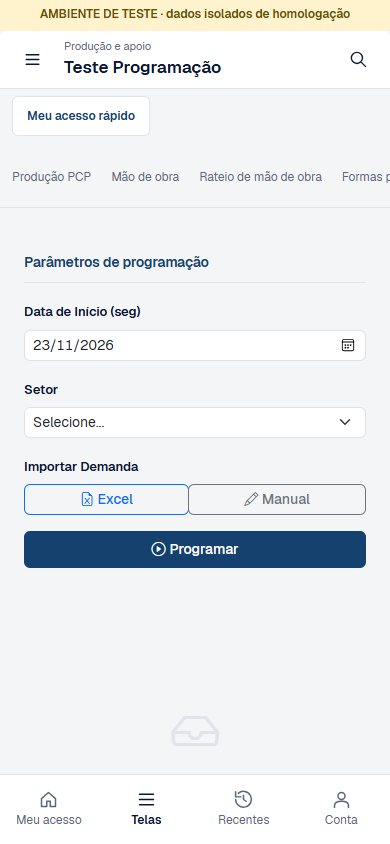 AMBIENTE DE TESTE · dados isolados de homologação
Produção e apoio
Teste Programação
Meu acesso rápido
Produção PCP Mão de obra Rateio de mão de obra Formas p
Parâmetros de programação
Data de Início (seg)
23/11/2026
Setor
Selecione...
Importar Demanda
Excel Manual
Programar
Meu acesso Telas Recentes Conta